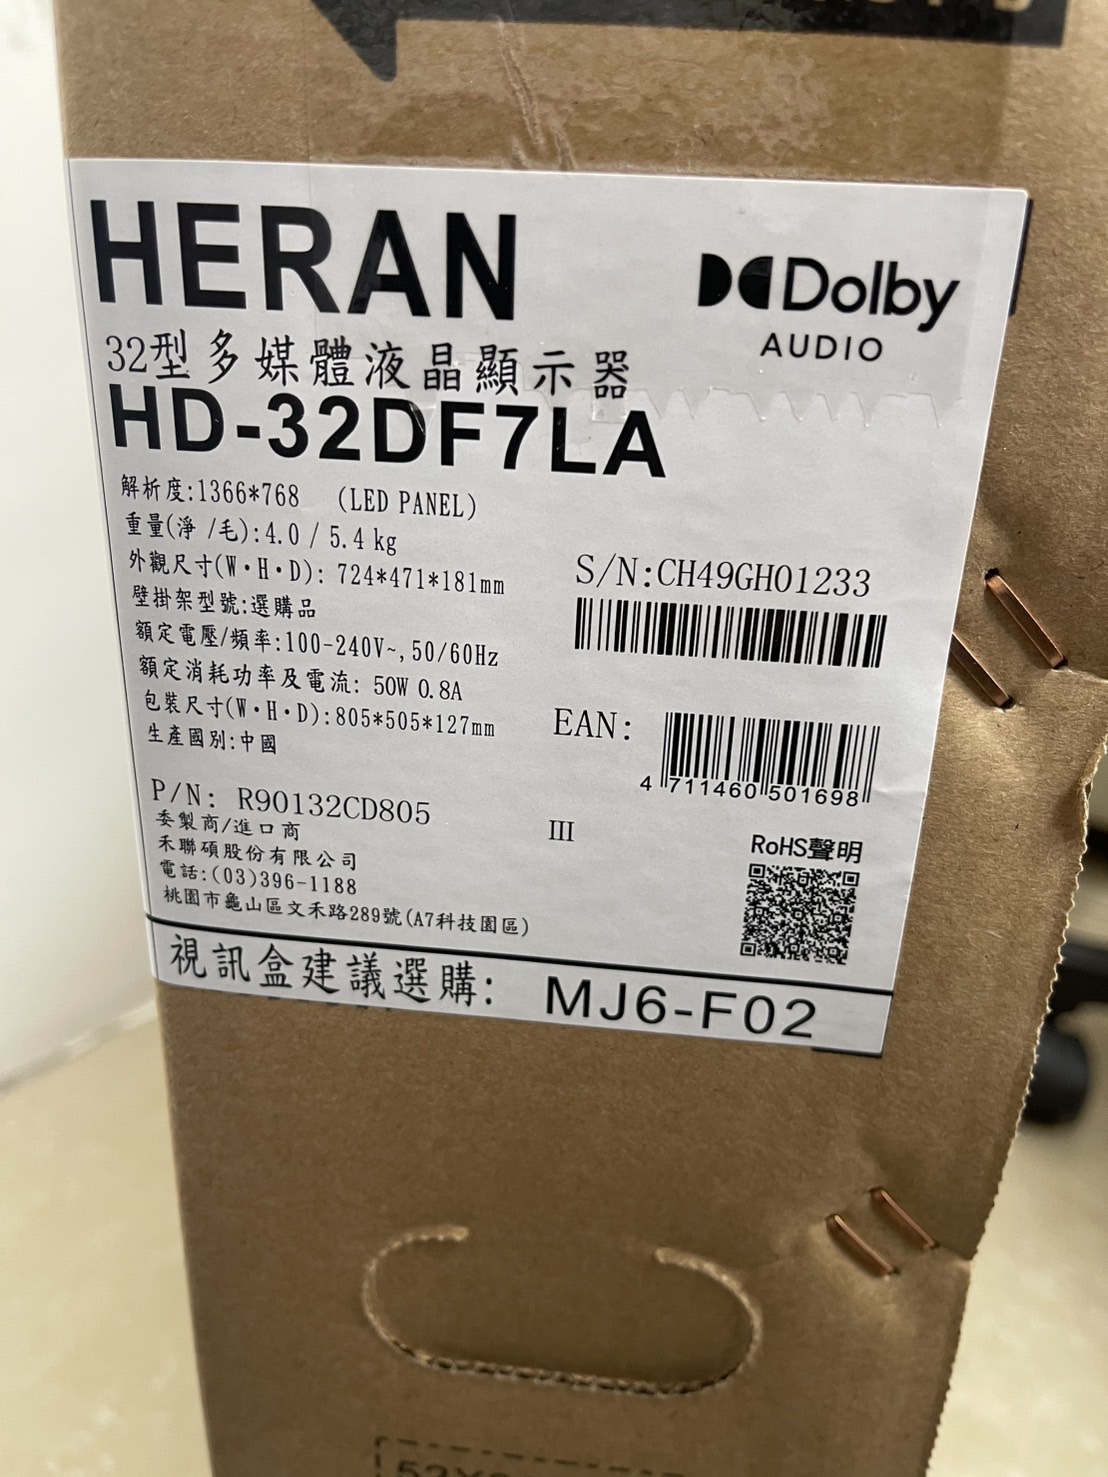 HERAN
Dolby
AUDIO
32型多媒體液晶顯示器
HD-32DF7LA
解析度:1366*768 (LED PANEL)
重量(淨/毛):4.0 / 5.4 kg
外觀尺寸(W·H·D): 724*471*181mm
壁掛架型號:選購品
額定電壓/頻率:100-240V~,50/60Hz
額定消耗功率及電流: 50W 0.8A
包裝尺寸(W·H·D):805*505*127mm
生產國別:中國
S/N:CH49GH01233
EAN:
4 711460 501698
P/N: R90132CD805
III
委製商/進口商
禾聯碩股份有限公司
電話:(03)396-1188
桃園市龜山區文禾路289號(A7科技園區)
RoHS聲明
視訊盒建議選購: MJ6-F02